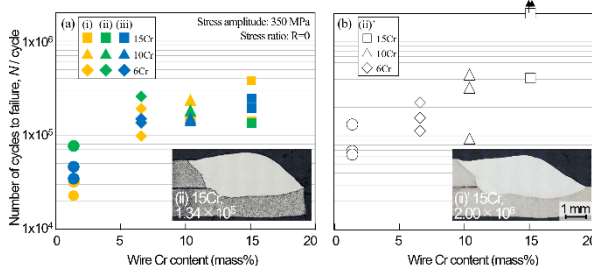 (a)
(i) (ii) (iii)
15Cr
10Cr
6Cr
Stress amplitude: 350 MPa
Stress ratio: R=0
Number of cycles to failure, N / cycle
1x10⁶
1x10⁵
1x10⁴
(ii) 15Cr,
1.34×10⁵
0 5 10 15 20
Wire Cr content (mass%)
(b)
(ii)'
15Cr
10Cr
6Cr
(ii)' 15Cr,
2.00×10⁶
1 mm
0 5 10 15 20
Wire Cr content (mass%)